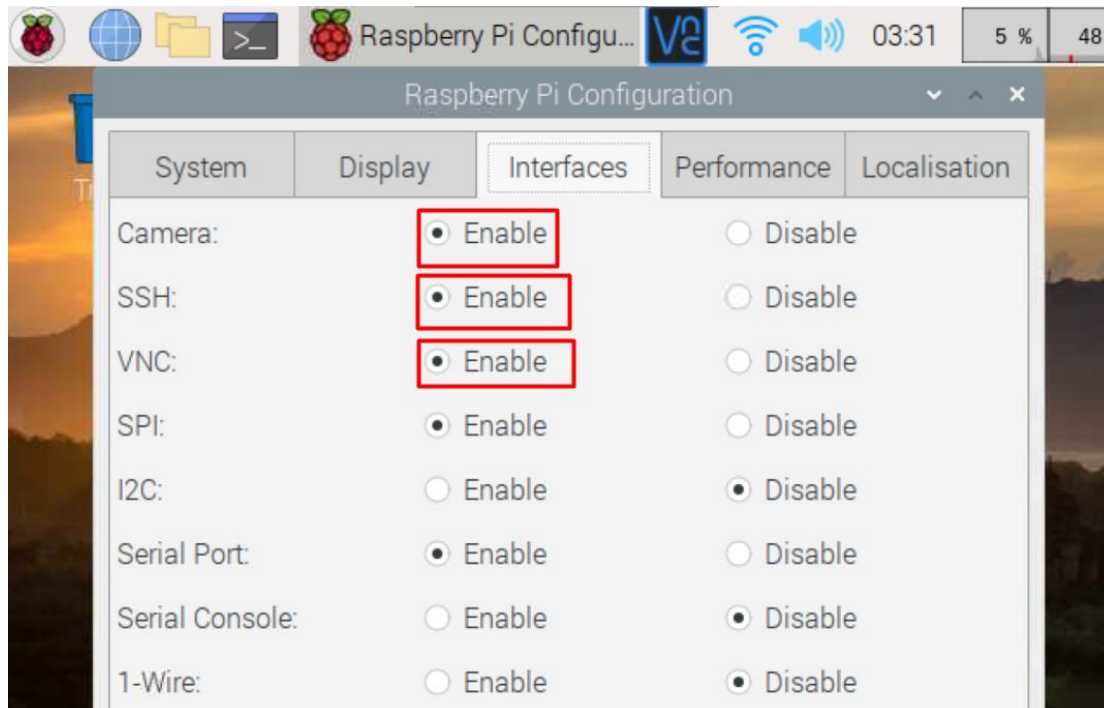 Raspberry Pi Configu... VNC 03:31 5 % 48
Raspberry Pi Configuration
System Display Interfaces Performance Localisation
Camera: Enable Disable
SSH: Enable Disable
VNC: Enable Disable
SPI: Enable Disable
I2C: Enable Disable
Serial Port: Enable Disable
Serial Console: Enable Disable
1-Wire: Enable Disable